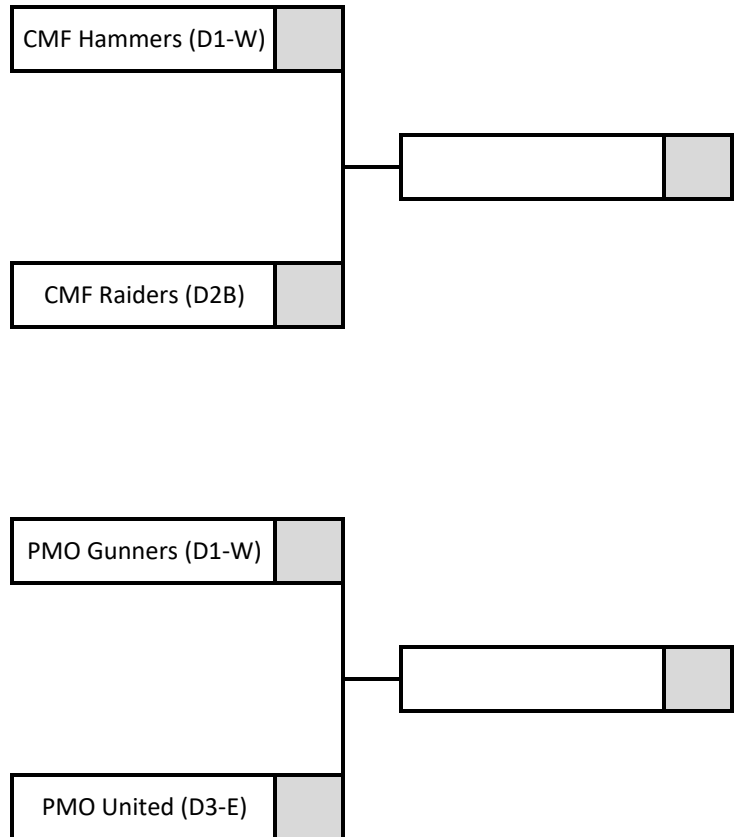 CMF Hammers (D1-W)
CMF Raiders (D2B)
PMO Gunners (D1-W)
PMO United (D3-E)